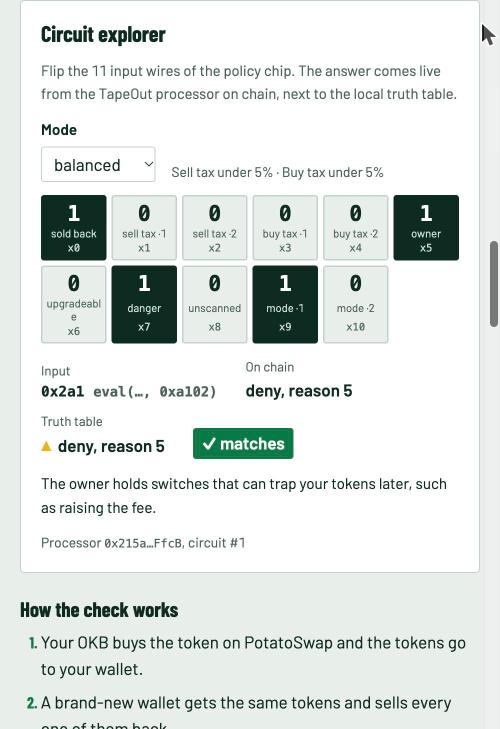 Circuit explorer
Flip the 11 input wires of the policy chip. The answer comes live
from the TapeOut processor on chain, next to the local truth table.
Mode
balanced
Sell tax under 5% · Buy tax under 5%
1 0 0 0 0 1
sold back sell tax ·1 sell tax ·2 buy tax ·1 buy tax ·2 owner
x0 x1 x2 x3 x4 x5
0 1 0 1 0
upgradeabl
e
danger unscanned mode ·1 mode ·2
x6 x7 x8 x9 x10
Input
On chain
0x2a1 eval(…, 0xa102)
deny, reason 5
Truth table
deny, reason 5
✓ matches
The owner holds switches that can trap your tokens later, such
as raising the fee.
Processor 0x215a…FfcB, circuit #1
How the check works
1. Your OKB buys the token on PotatoSwap and the tokens go
to your wallet.
2. A brand-new wallet gets the same tokens and sells every
one of them back.